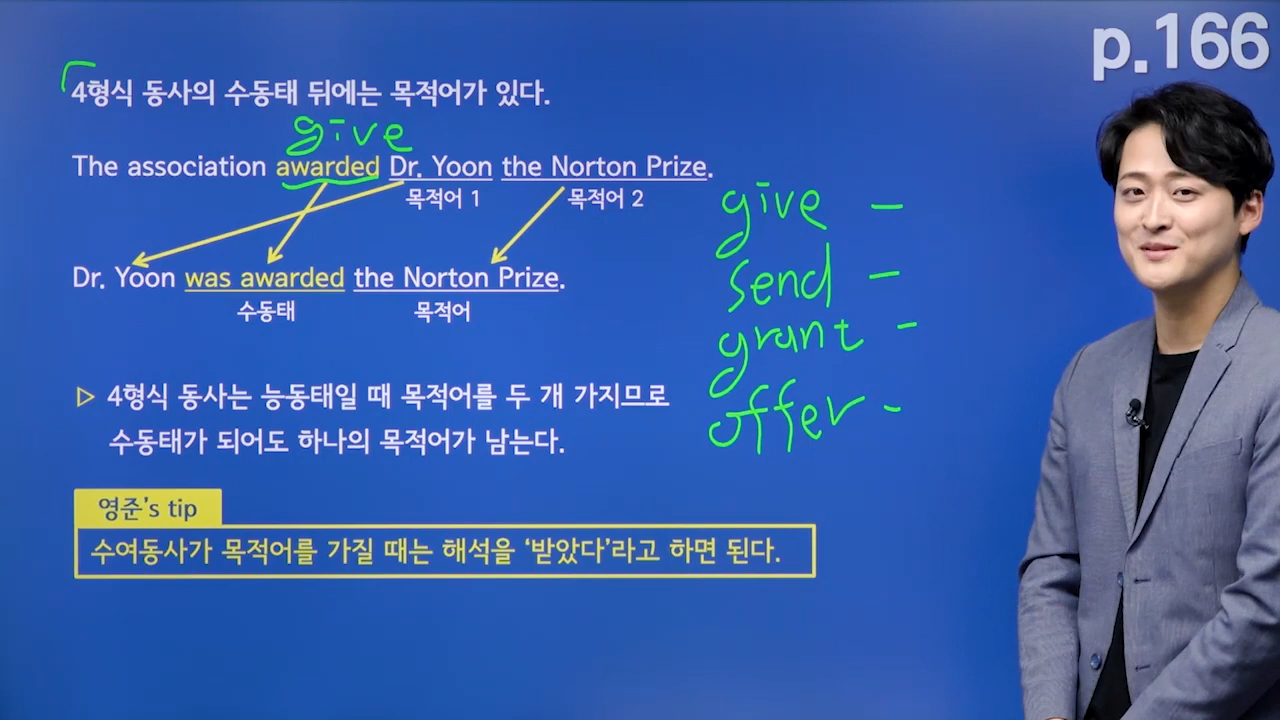 p.166
4형식 동사의 수동태 뒤에는 목적어가 있다.
give
The association awarded Dr. Yoon the Norton Prize.
목적어 1 목적어 2
give -
send -
grant -
offer -
Dr. Yoon was awarded the Norton Prize.
수동태 목적어
▷ 4형식 동사는 능동태일 때 목적어를 두 개 가지므로
수동태가 되어도 하나의 목적어가 남는다.
영준's tip
수여동사가 목적어를 가질 때는 해석을 '받았다'라고 하면 된다.